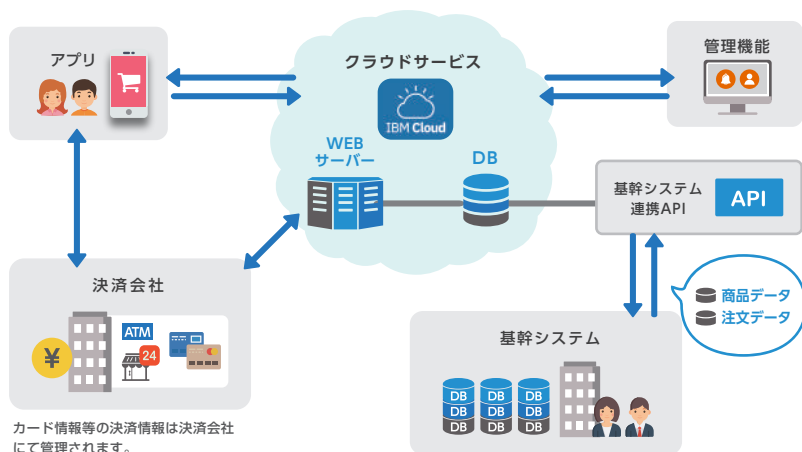 アプリ
クラウドサービス
IBM Cloud
管理機能
WEB
サーバー
DB
基幹システム
連携API
API
決済会社
¥
ATM
24
商品データ
注文データ
基幹システム
DB DB DB
DB DB DB
DB DB DB
カード情報等の決済情報は決済会社
にて管理されます。